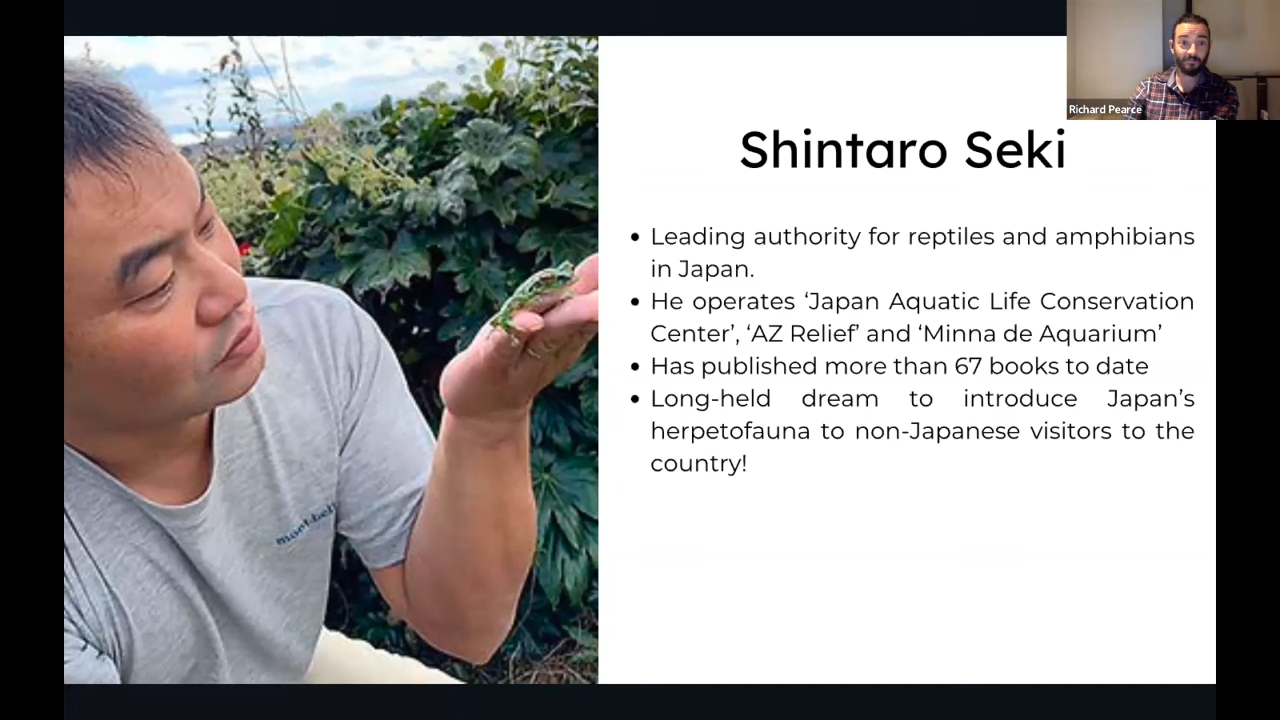 Richard Pearce
Shintaro Seki
• Leading authority for reptiles and amphibians
in Japan.
• He operates ‘Japan Aquatic Life Conservation
Center’, ‘AZ Relief’ and ‘Minna de Aquarium’
• Has published more than 67 books to date
• Long-held dream to introduce Japan’s
herpetofauna to non-Japanese visitors to the
country!
mont-bell